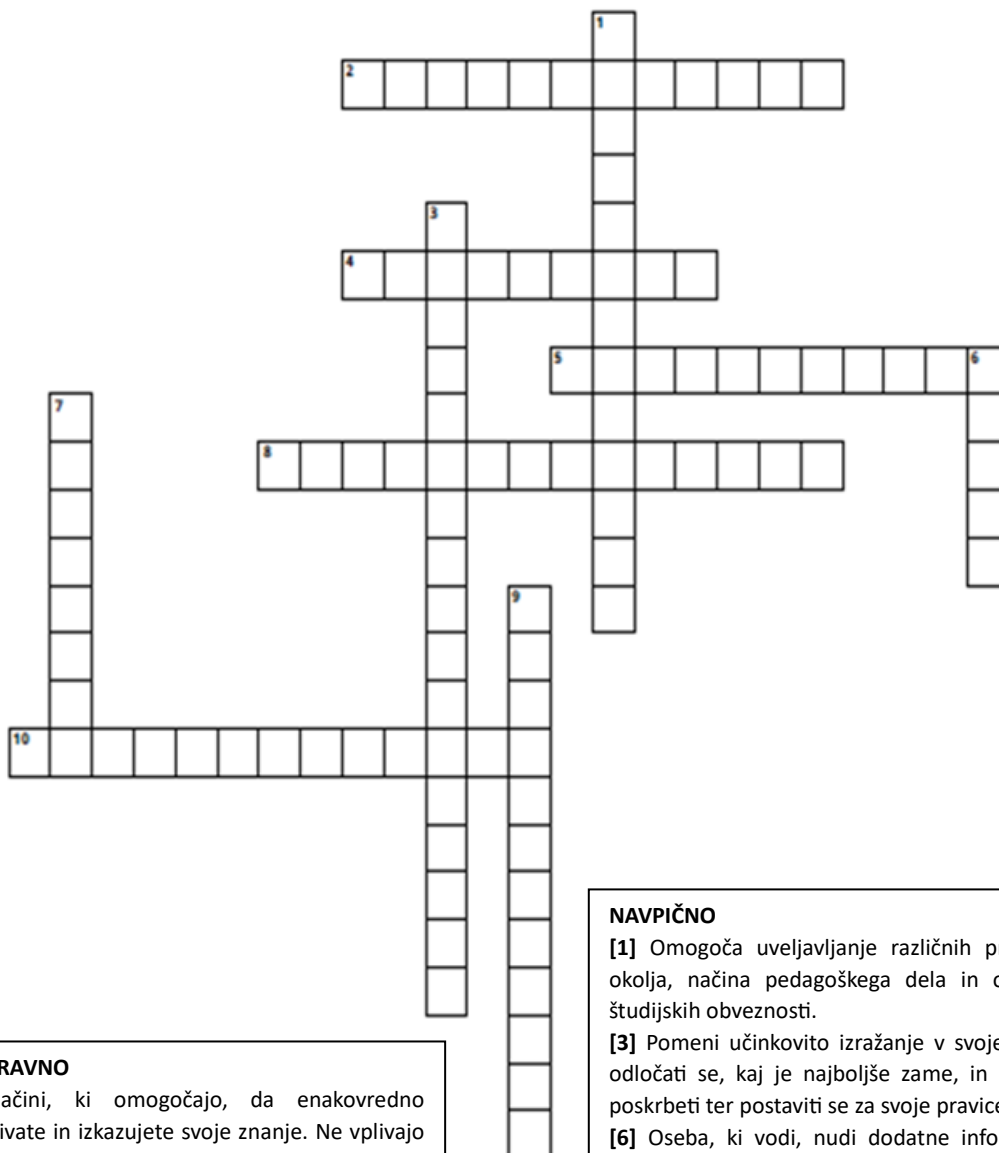 1
2
3
4
5
6
7
8
9
10
NAVPIČNO
[1] Omogoča uveljavljanje različnih
okolja, načina pedagoškega dela in
študijskih obveznosti.
[3] Pomeni učinkovito izražanje v svoje
odločati se, kaj je najboljše zame, in
poskrbeti ter postaviti se za svoje pravice
[6] Oseba, ki vodi, nudi dodatne info
RAVNO
ačini, ki omogočajo, da enakovredno
ivate in izkazujete svoje znanje. Ne vplivajo